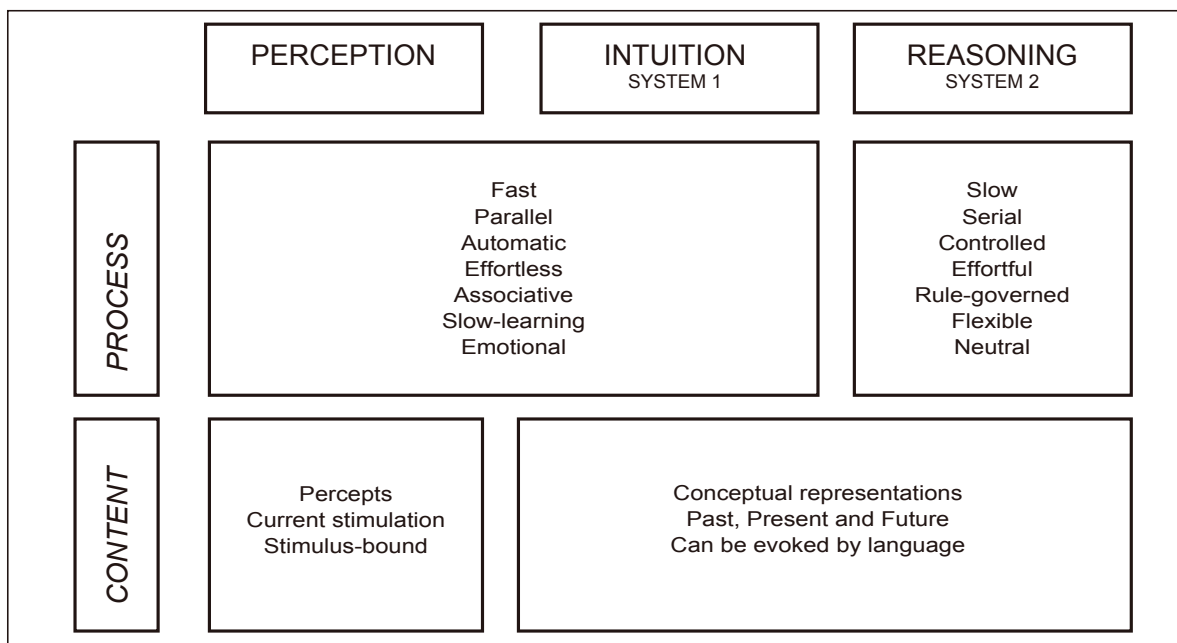 PERCEPTION
INTUITION
SYSTEM 1
REASONING
SYSTEM 2
PROCESS
Fast
Parallel
Automatic
Effortless
Associative
Slow-learning
Emotional
Slow
Serial
Controlled
Effortful
Rule-governed
Flexible
Neutral
CONTENT
Percepts
Current stimulation
Stimulus-bound
Conceptual representations
Past, Present and Future
Can be evoked by language